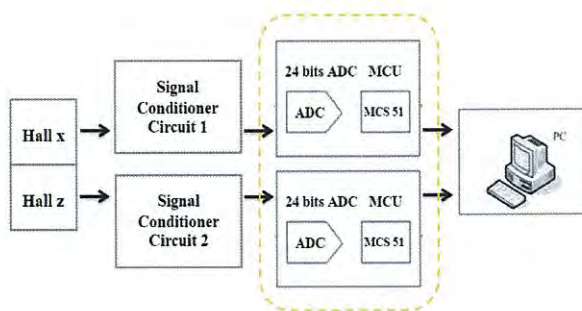 24 bits ADC MCU
ADC MCS 51
Signal
Conditioner
Circuit 1
Hall x
PC
Hall z
Signal
Conditioner
Circuit 2
24 bits ADC MCU
ADC MCS 51